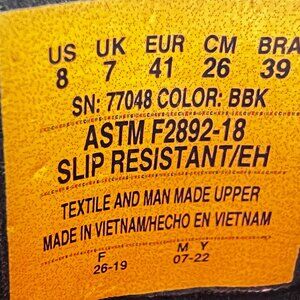 US UK EUR CM BRA
8 7 41 26 39
SN: 77048 COLOR: BBK
ASTM F2892-18
SLIP RESISTANT/EH
TEXTILE AND MAN MADE UPPER
MADE IN VIETNAM/HECHO EN VIETNAM
F M Y
26-19 07-22